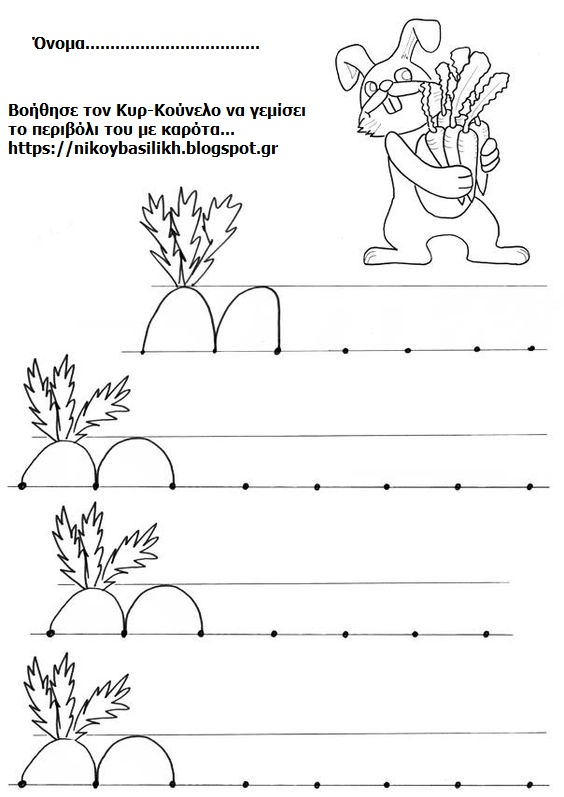 Όνομα...................................
Βοήθησε τον Κυρ-Κούνελο να γεμίσει
το περιβόλι του με καρότα...
https://nikoybasilikh.blogspot.gr